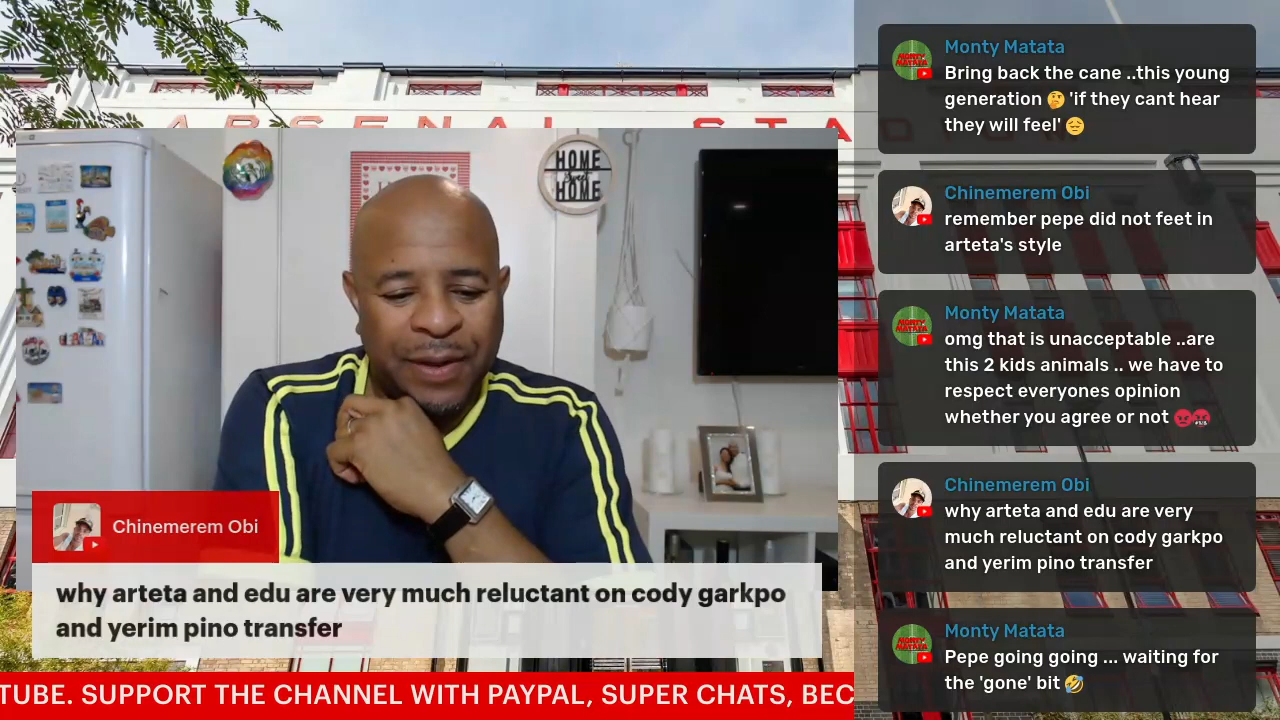 ARSENAL STA
HOME
Sweet
HOME
Chinemerem Obi
why arteta and edu are very much reluctant on cody garkpo
and yerim pino transfer
TUBE. SUPPORT THE CHANNEL WITH PAYPAL, SUPER CHATS, BEC
Monty Matata
Bring back the cane ..this young
generation 🤔 'if they cant hear
they will feel' 😔
Chinemerem Obi
remember pepe did not feet in
arteta's style
Monty Matata
omg that is unacceptable ..are
this 2 kids animals .. we have to
respect everyones opinion
whether you agree or not 😡🤬
Chinemerem Obi
why arteta and edu are very
much reluctant on cody garkpo
and yerim pino transfer
Monty Matata
Pepe going going ... waiting for
the 'gone' bit 🤣